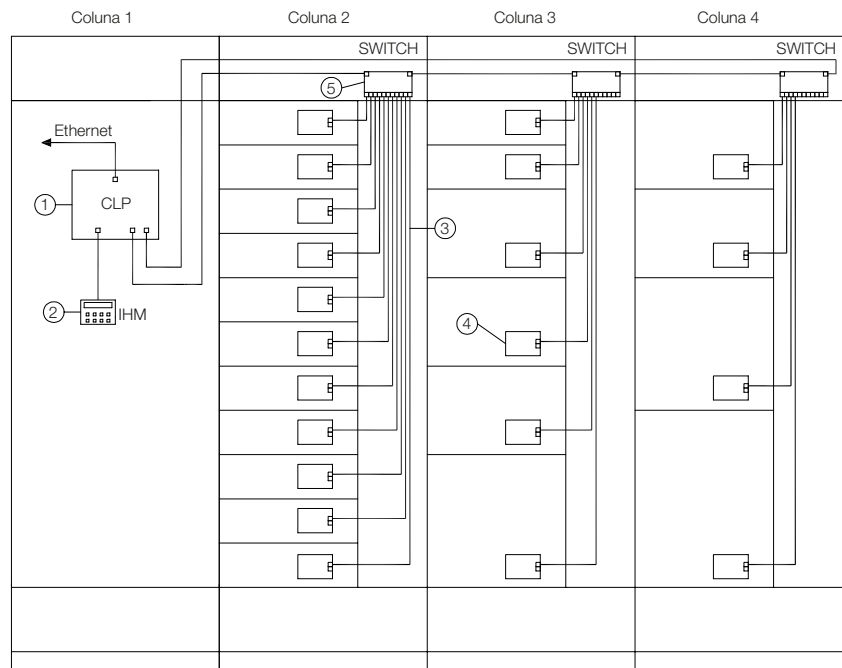 Coluna 1
Coluna 2
Coluna 3
Coluna 4
SWITCH
SWITCH
SWITCH
5
Ethernet
1
CLP
3
2
IHM
4